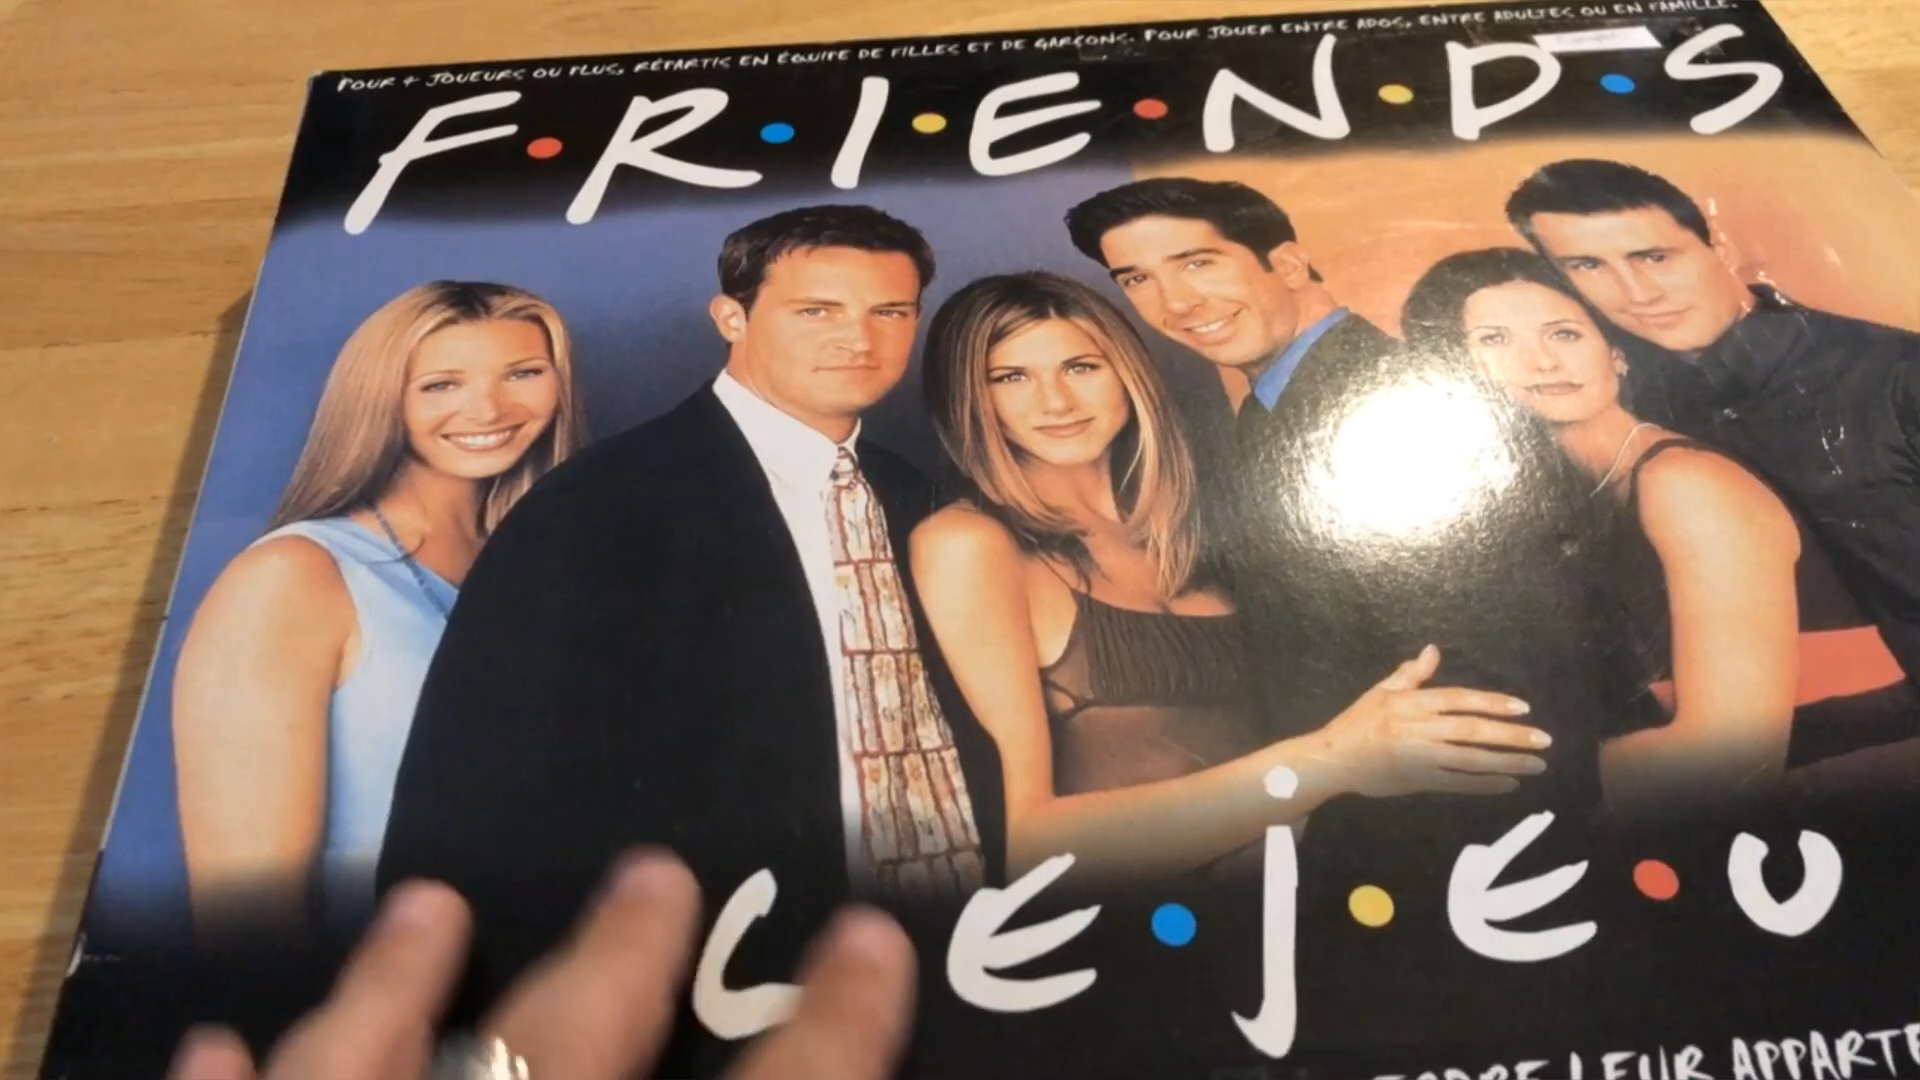 POUR 4 JOUEURS OU PLUS, RÉPARTIS EN ÉQUIPE DE FILLES ET DE GARÇONS. POUR JOUER ENTRE ADOS, ENTRE ADULTES OU EN FAMILLE.
F•R•I•E•N•D•S
LE•J•E•U
LEUR APPARTE